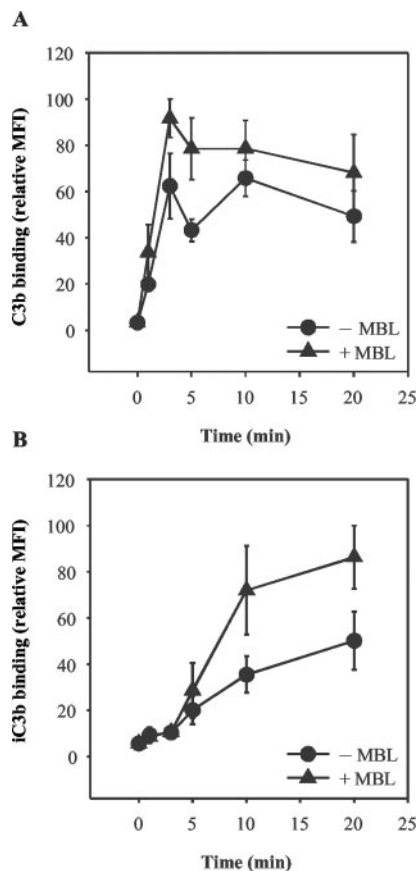 A
C3b binding (relative MFI)
120
100
80
60
40
20
0
− MBL
+ MBL
0 5 10 15 20 25
Time (min)
B
iC3b binding (relative MFI)
120
100
80
60
40
20
0
− MBL
+ MBL
0 5 10 15 20 25
Time (min)